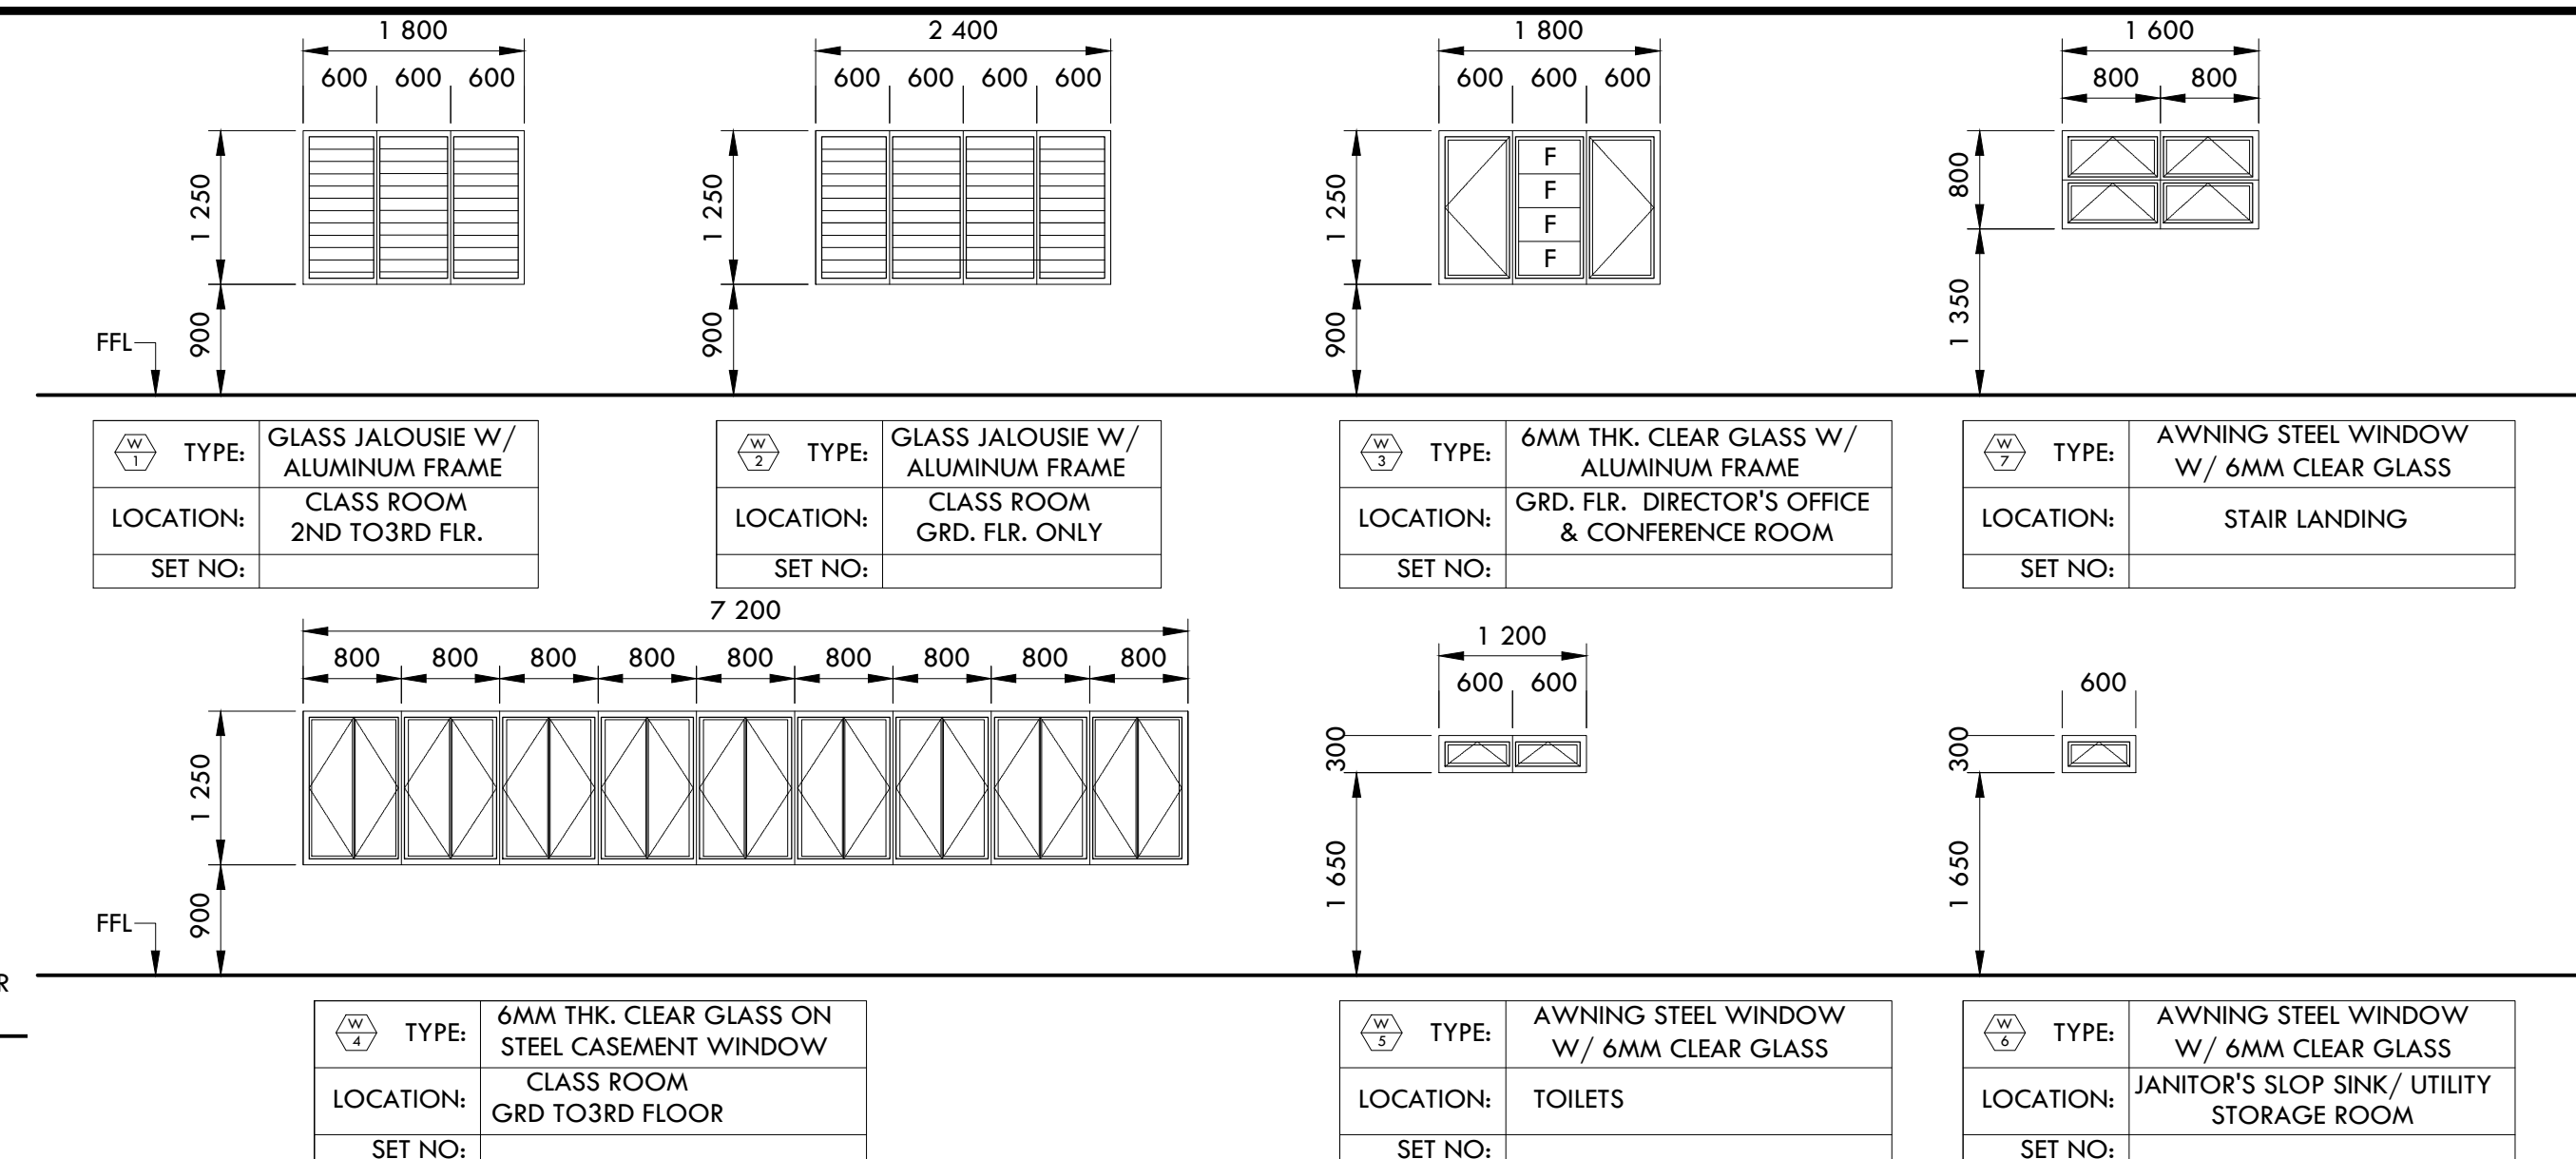 1 800
2 400
1 800
1 600
600 600 600
600 600 600 600
600 600 600
800 800
1 250
1 250
1 250
800
F
F
F
F
900
900
900
1 350
FFL
W
1
TYPE:
GLASS JALOUSIE W/
ALUMINUM FRAME
LOCATION:
CLASS ROOM
2ND TO3RD FLR.
SET NO:
W
2
TYPE:
GLASS JALOUSIE W/
ALUMINUM FRAME
LOCATION:
CLASS ROOM
GRD. FLR. ONLY
SET NO:
W
3
TYPE:
6MM THK. CLEAR GLASS W/
ALUMINUM FRAME
LOCATION:
GRD. FLR. DIRECTOR'S OFFICE
& CONFERENCE ROOM
SET NO:
W
7
TYPE:
AWNING STEEL WINDOW
W/ 6MM CLEAR GLASS
LOCATION:
STAIR LANDING
SET NO:
7 200
800 800 800 800 800 800 800 800 800
1 200
600 600
600
1 250
300
300
900
1 650
1 650
FFL
R
W
4
TYPE:
6MM THK. CLEAR GLASS ON
STEEL CASEMENT WINDOW
LOCATION:
CLASS ROOM
GRD TO3RD FLOOR
SET NO:
W
5
TYPE:
AWNING STEEL WINDOW
W/ 6MM CLEAR GLASS
LOCATION:
TOILETS
SET NO:
W
6
TYPE:
AWNING STEEL WINDOW
W/ 6MM CLEAR GLASS
LOCATION:
JANITOR'S SLOP SINK/ UTILITY
STORAGE ROOM
SET NO: